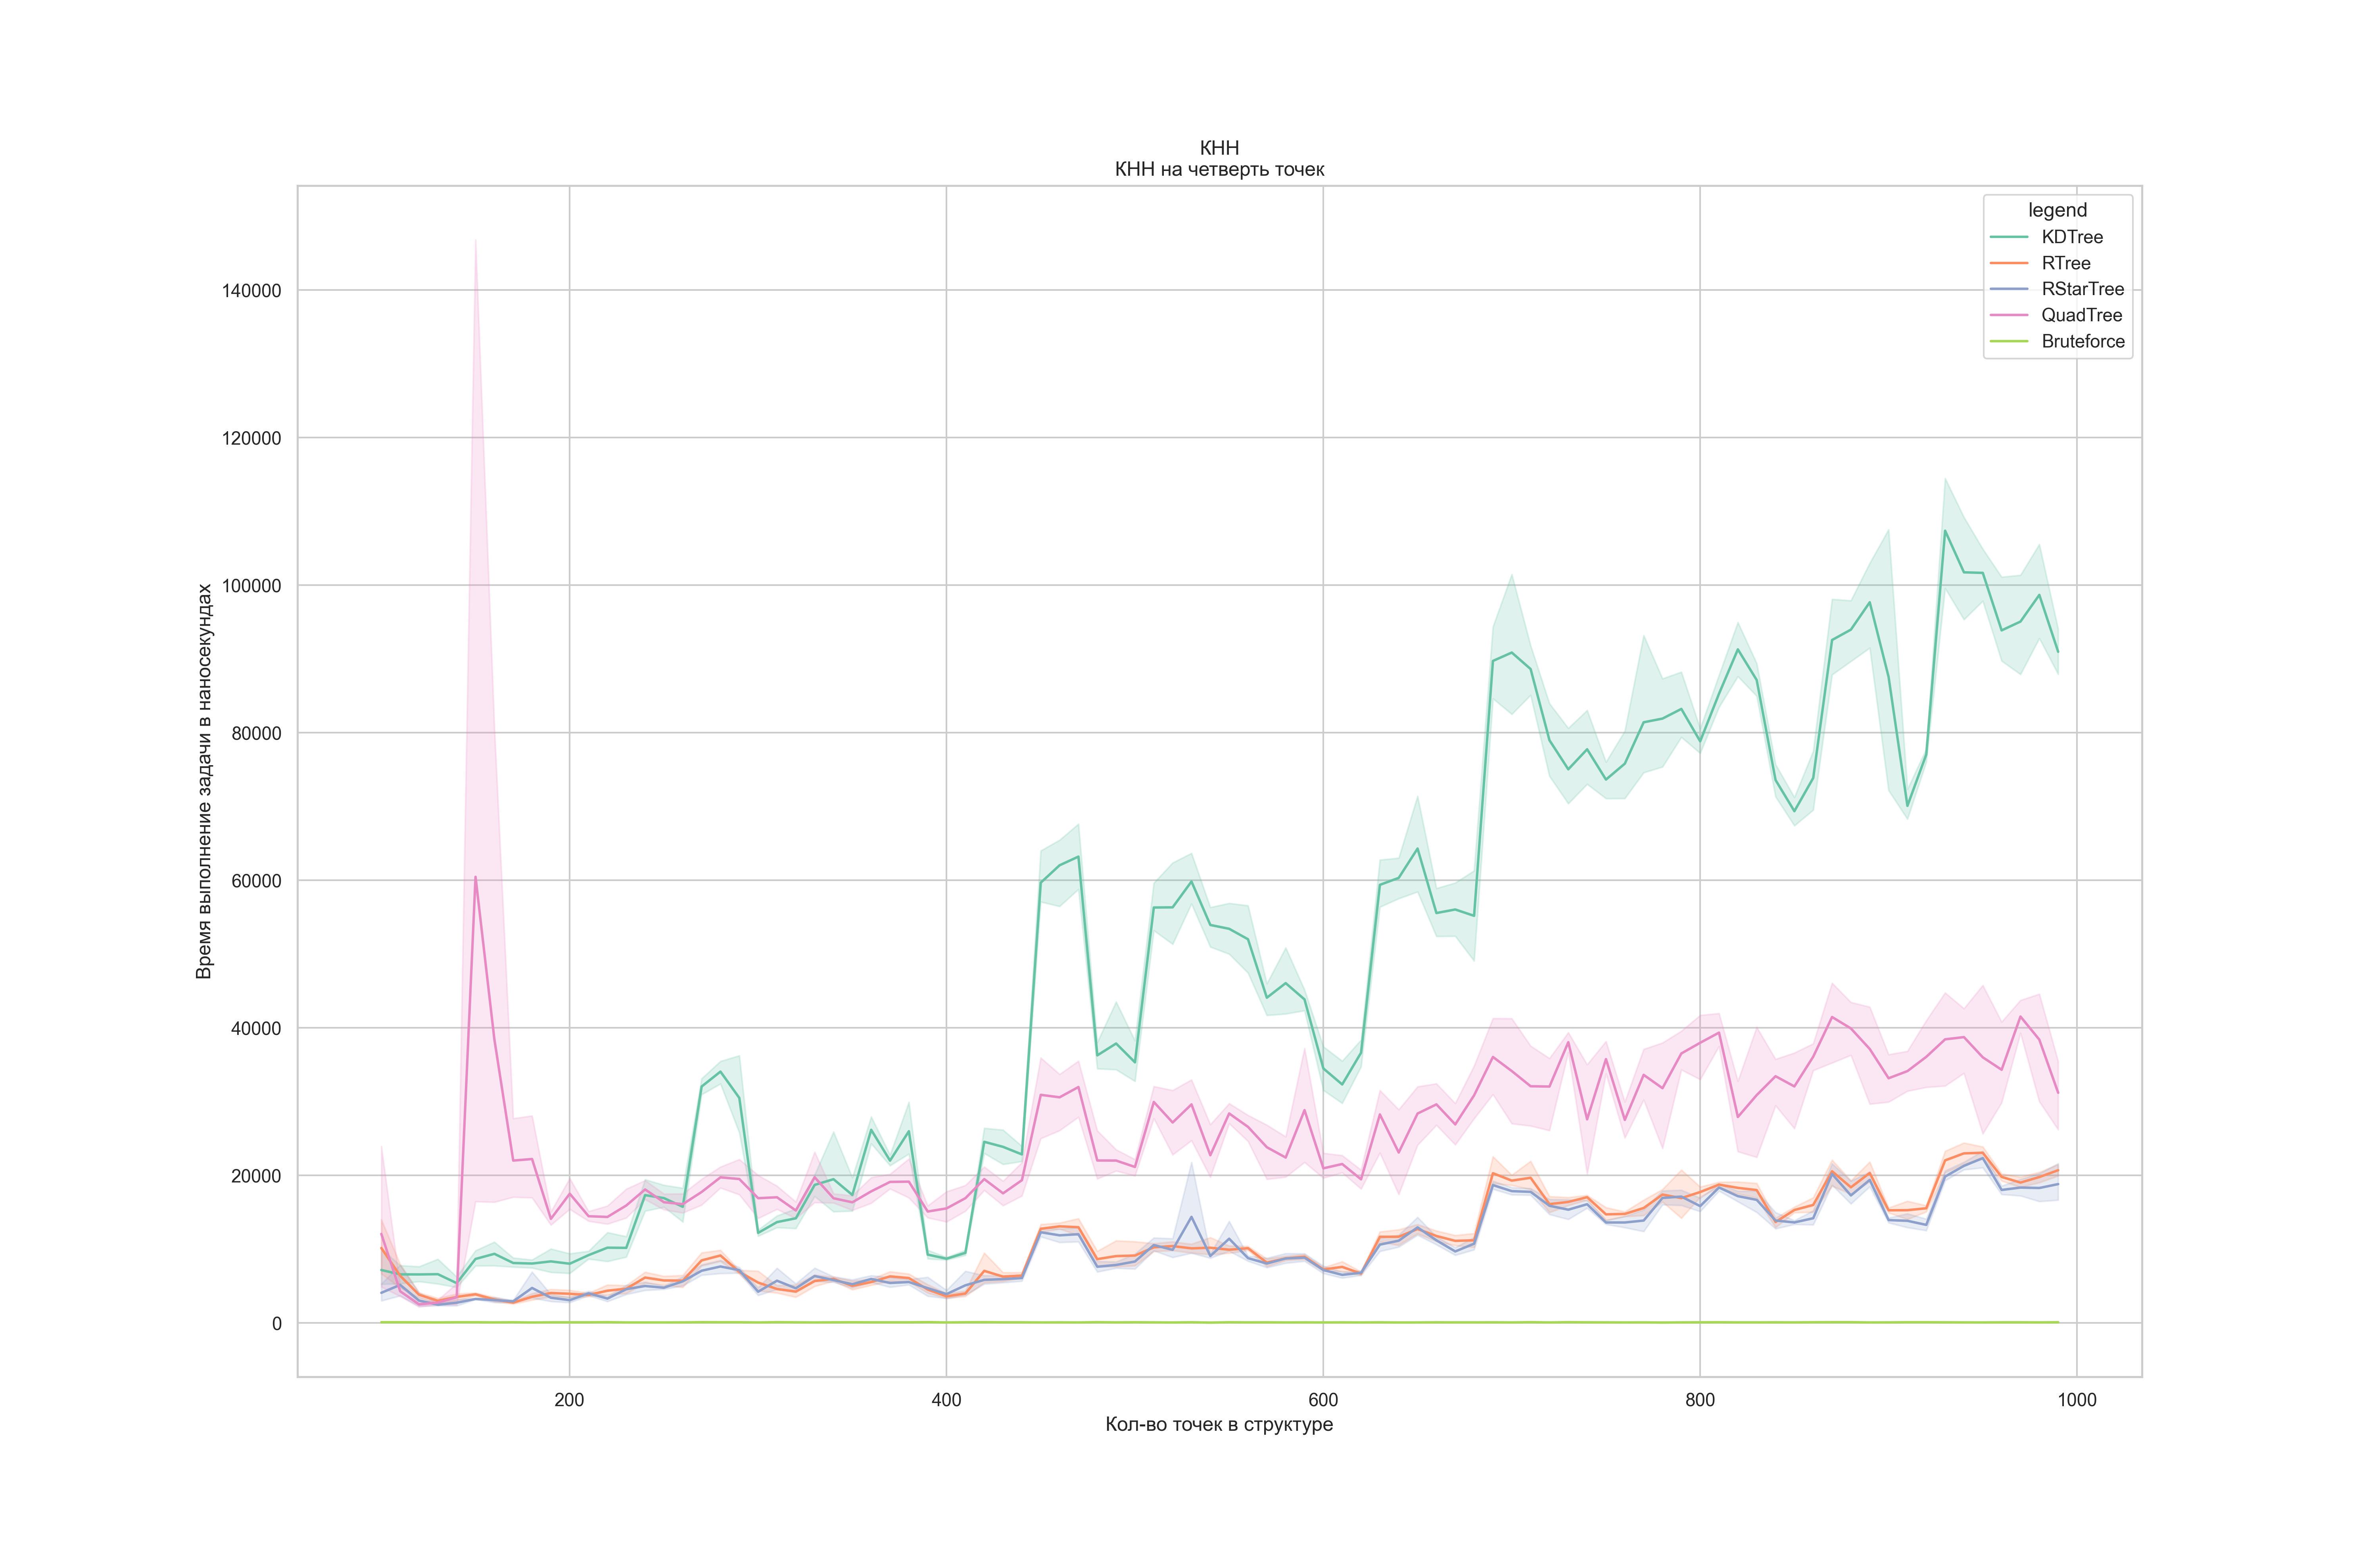 КНН
КНН на четверть точек
legend
KDTree
RTree
RStarTree
QuadTree
Bruteforce
Время выполнение задачи в наносекундах
140000
120000
100000
80000
60000
40000
20000
0
200
400
600
800
1000
Кол-во точек в структуре